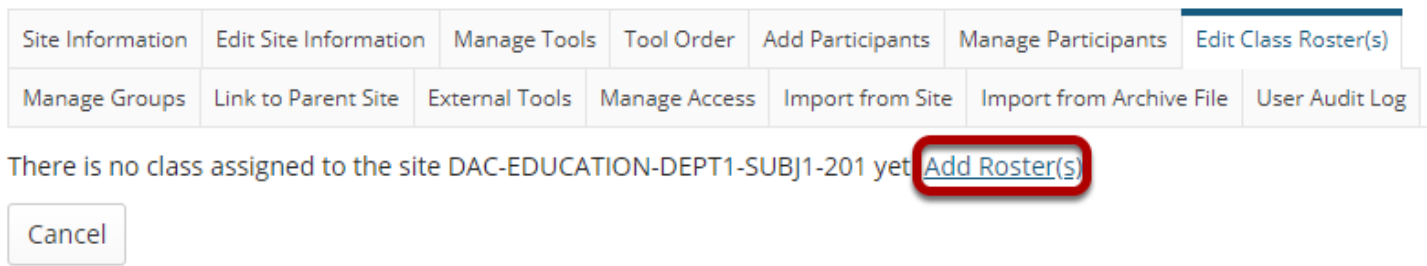 Site Information Edit Site Information Manage Tools Tool Order Add Participants Manage Participants Edit Class Roster(s)
Manage Groups Link to Parent Site External Tools Manage Access Import from Site Import from Archive File User Audit Log
There is no class assigned to the site DAC-EDUCATION-DEPT1-SUBJ1-201 yet Add Roster(s)
Cancel